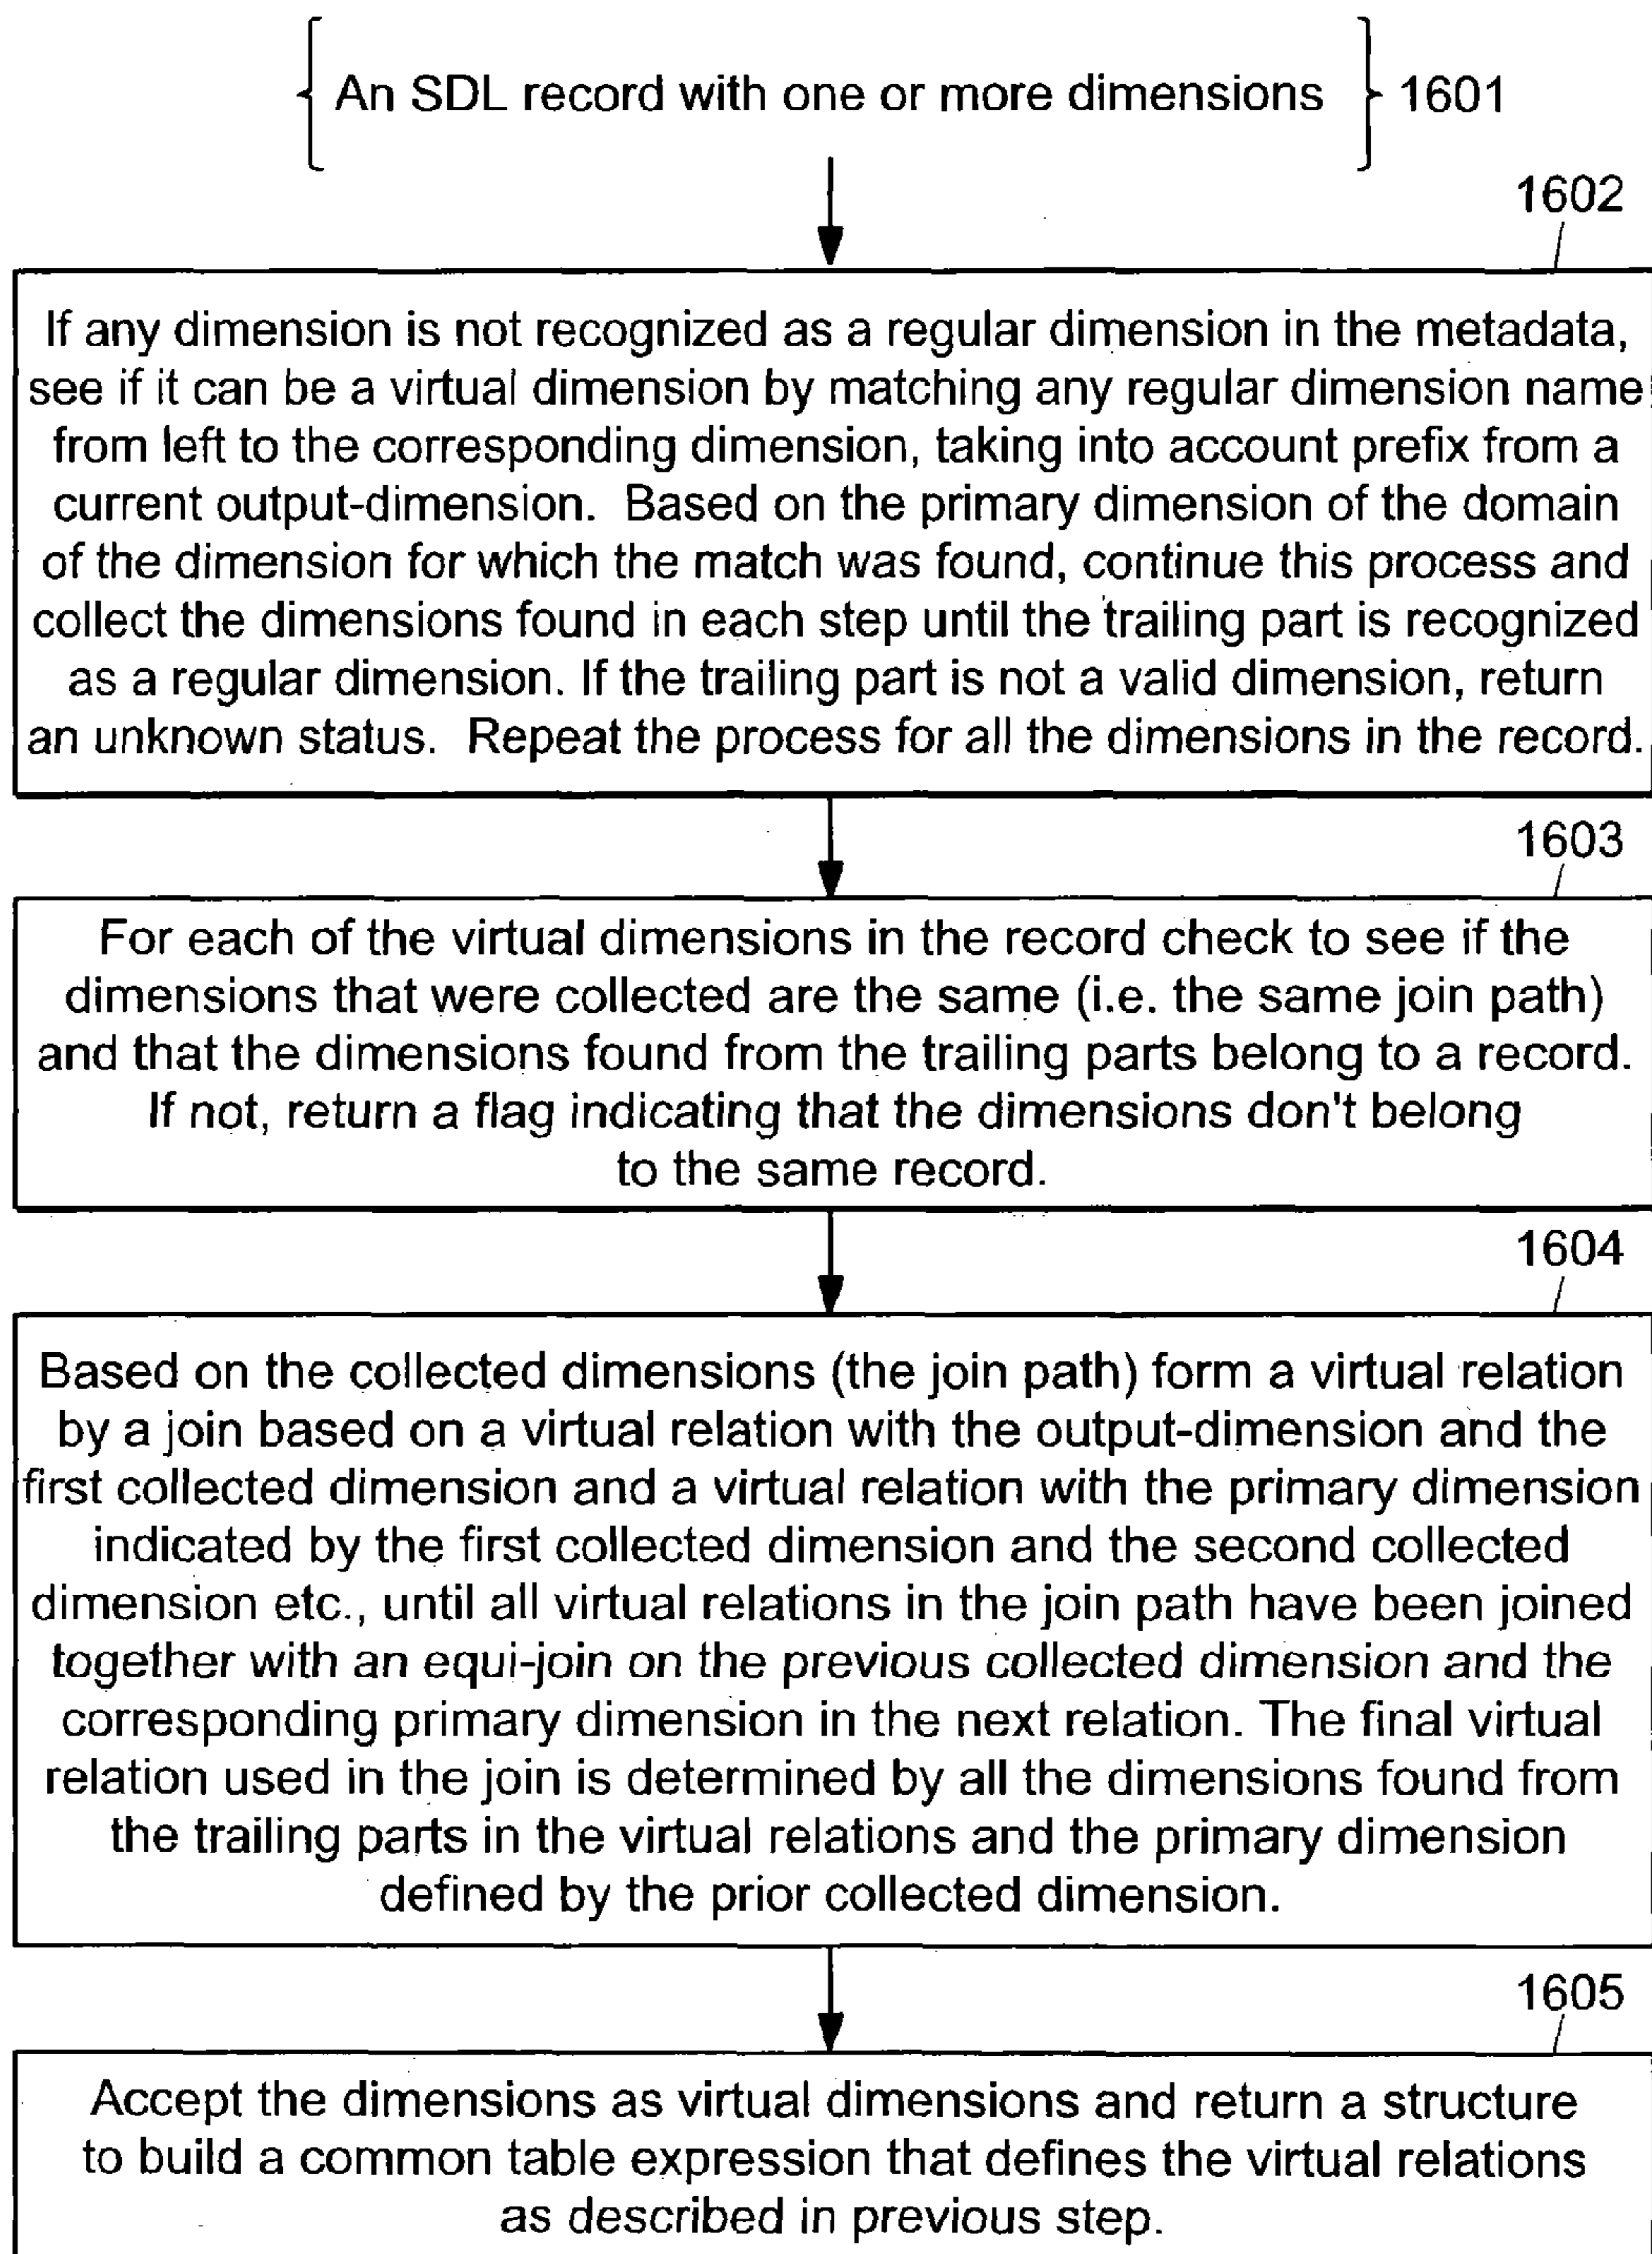 An SDL record with one or more dimensions 1601
1602
If any dimension is not recognized as a regular dimension in the metadata,
see if it can be a virtual dimension by matching any regular dimension name
from left to the corresponding dimension, taking into account prefix from a
current output-dimension. Based on the primary dimension of the domain
of the dimension for which the match was found, continue this process and
collect the dimensions found in each step until the trailing part is recognized
as a regular dimension. If the trailing part is not a valid dimension, return
an unknown status. Repeat the process for all the dimensions in the record.
1603
For each of the virtual dimensions in the record check to see if the
dimensions that were collected are the same (i.e. the same join path)
and that the dimensions found from the trailing parts belong to a record.
If not, return a flag indicating that the dimensions don't belong
to the same record.
1604
Based on the collected dimensions (the join path) form a virtual relation
by a join based on a virtual relation with the output-dimension and the
first collected dimension and a virtual relation with the primary dimension
indicated by the first collected dimension and the second collected
dimension etc., until all virtual relations in the join path have been joined
together with an equi-join on the previous collected dimension and the
corresponding primary dimension in the next relation. The final virtual
relation used in the join is determined by all the dimensions found from
the trailing parts in the virtual relations and the primary dimension
defined by the prior collected dimension.
1605
Accept the dimensions as virtual dimensions and return a structure
to build a common table expression that defines the virtual relations
as described in previous step.